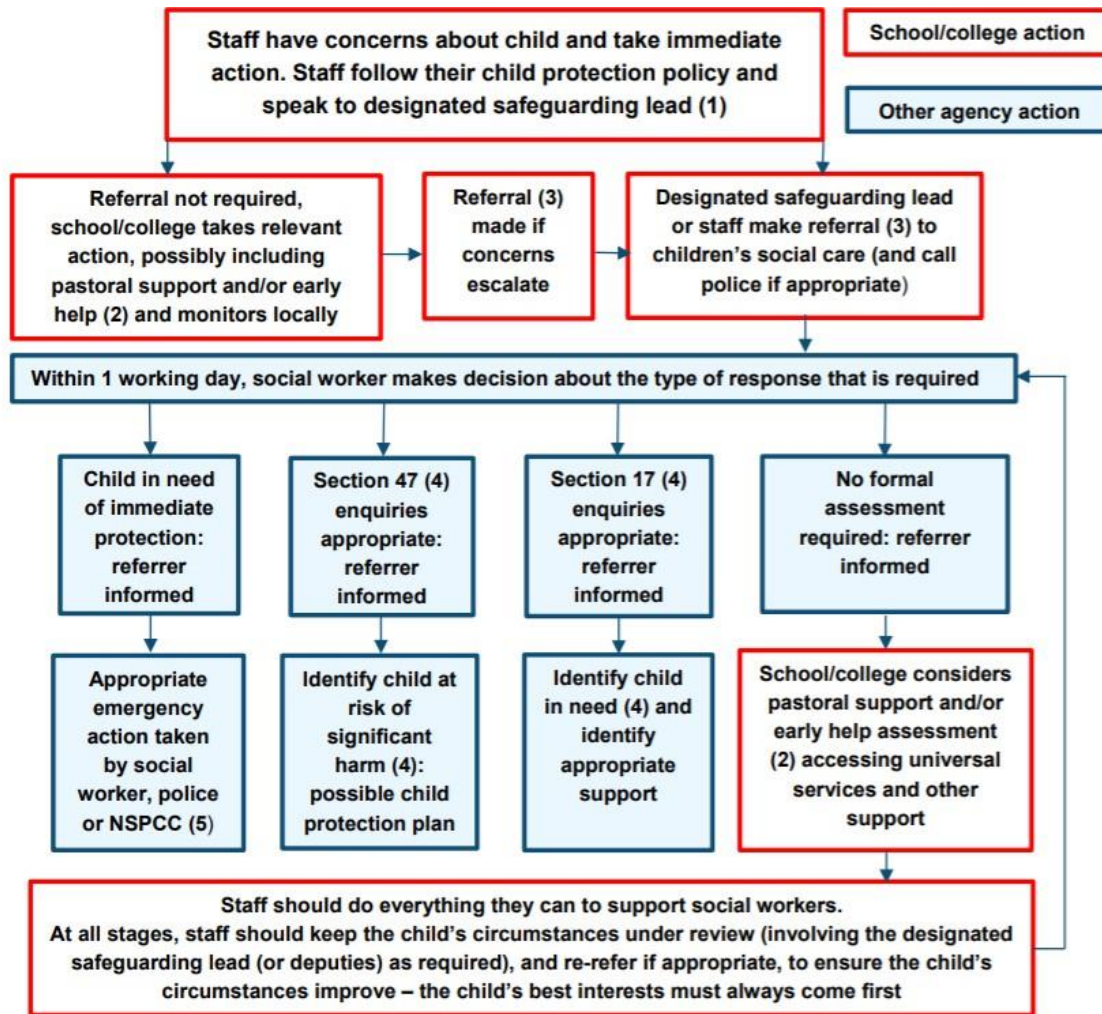 Staff have concerns about child and take immediate
action. Staff follow their child protection policy and
speak to designated safeguarding lead (1)
School/college action
Other agency action
Referral not required,
school/college takes relevant
action, possibly including
pastoral support and/or early
help (2) and monitors locally
Referral (3)
made if
concerns
escalate
Designated safeguarding lead
or staff make referral (3) to
children’s social care (and call
police if appropriate)
Within 1 working day, social worker makes decision about the type of response that is required
Child in need
of immediate
protection:
referrer
informed
Section 47 (4)
enquiries
appropriate:
referrer
informed
Section 17 (4)
enquiries
appropriate:
referrer
informed
No formal
assessment
required: referrer
informed
Appropriate
emergency
action taken
by social
worker, police
or NSPCC (5)
Identify child at
risk of
significant
harm (4):
possible child
protection plan
Identify child
in need (4) and
identify
appropriate
support
School/college considers
pastoral support and/or
early help assessment
(2) accessing universal
services and other
support
Staff should do everything they can to support social workers.
At all stages, staff should keep the child’s circumstances under review (involving the designated
safeguarding lead (or deputies) as required), and re-refer if appropriate, to ensure the child’s
circumstances improve – the child’s best interests must always come first